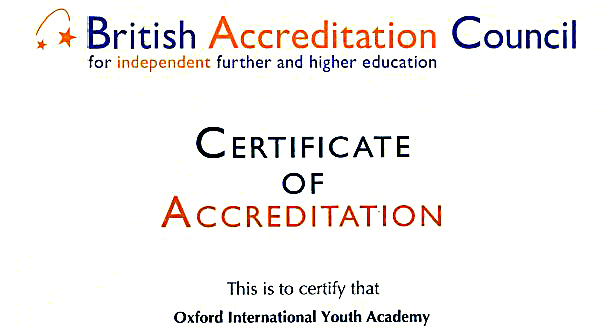 British Accreditation Council
for independent further and higher education
CERTIFICATE
OF
ACCREDITATION
This is to certify that
Oxford International Youth Academy